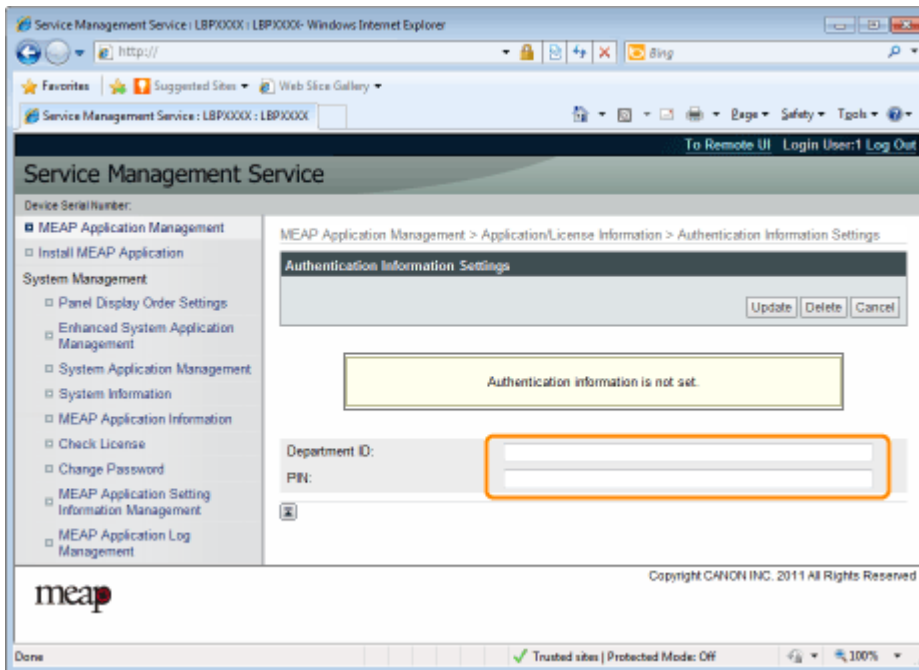 Service Management Service : LBPXXXX : LBPXXXX- Windows Internet Explorer
http://
Bing
Favorites Suggested Sites Web Slice Gallery
Service Management Service : LBPXXXX : LBPXXXX Page Safety Tools
To Remote UI Login User:1 Log Out
Service Management Service
Device Serial Number:
MEAP Application Management
Install MEAP Application
System Management
Panel Display Order Settings
Enhanced System Application
Management
System Application Management
System Information
MEAP Application Information
Check License
Change Password
MEAP Application Setting
Information Management
MEAP Application Log
Management
MEAP Application Management > Application/License Information > Authentication Information Settings
Authentication Information Settings
Update Delete Cancel
Authentication information is not set.
Department ID:
PIN:
Copyright CANON INC. 2011 All Rights Reserved
meap
Done Trusted sites | Protected Mode: Off 100%